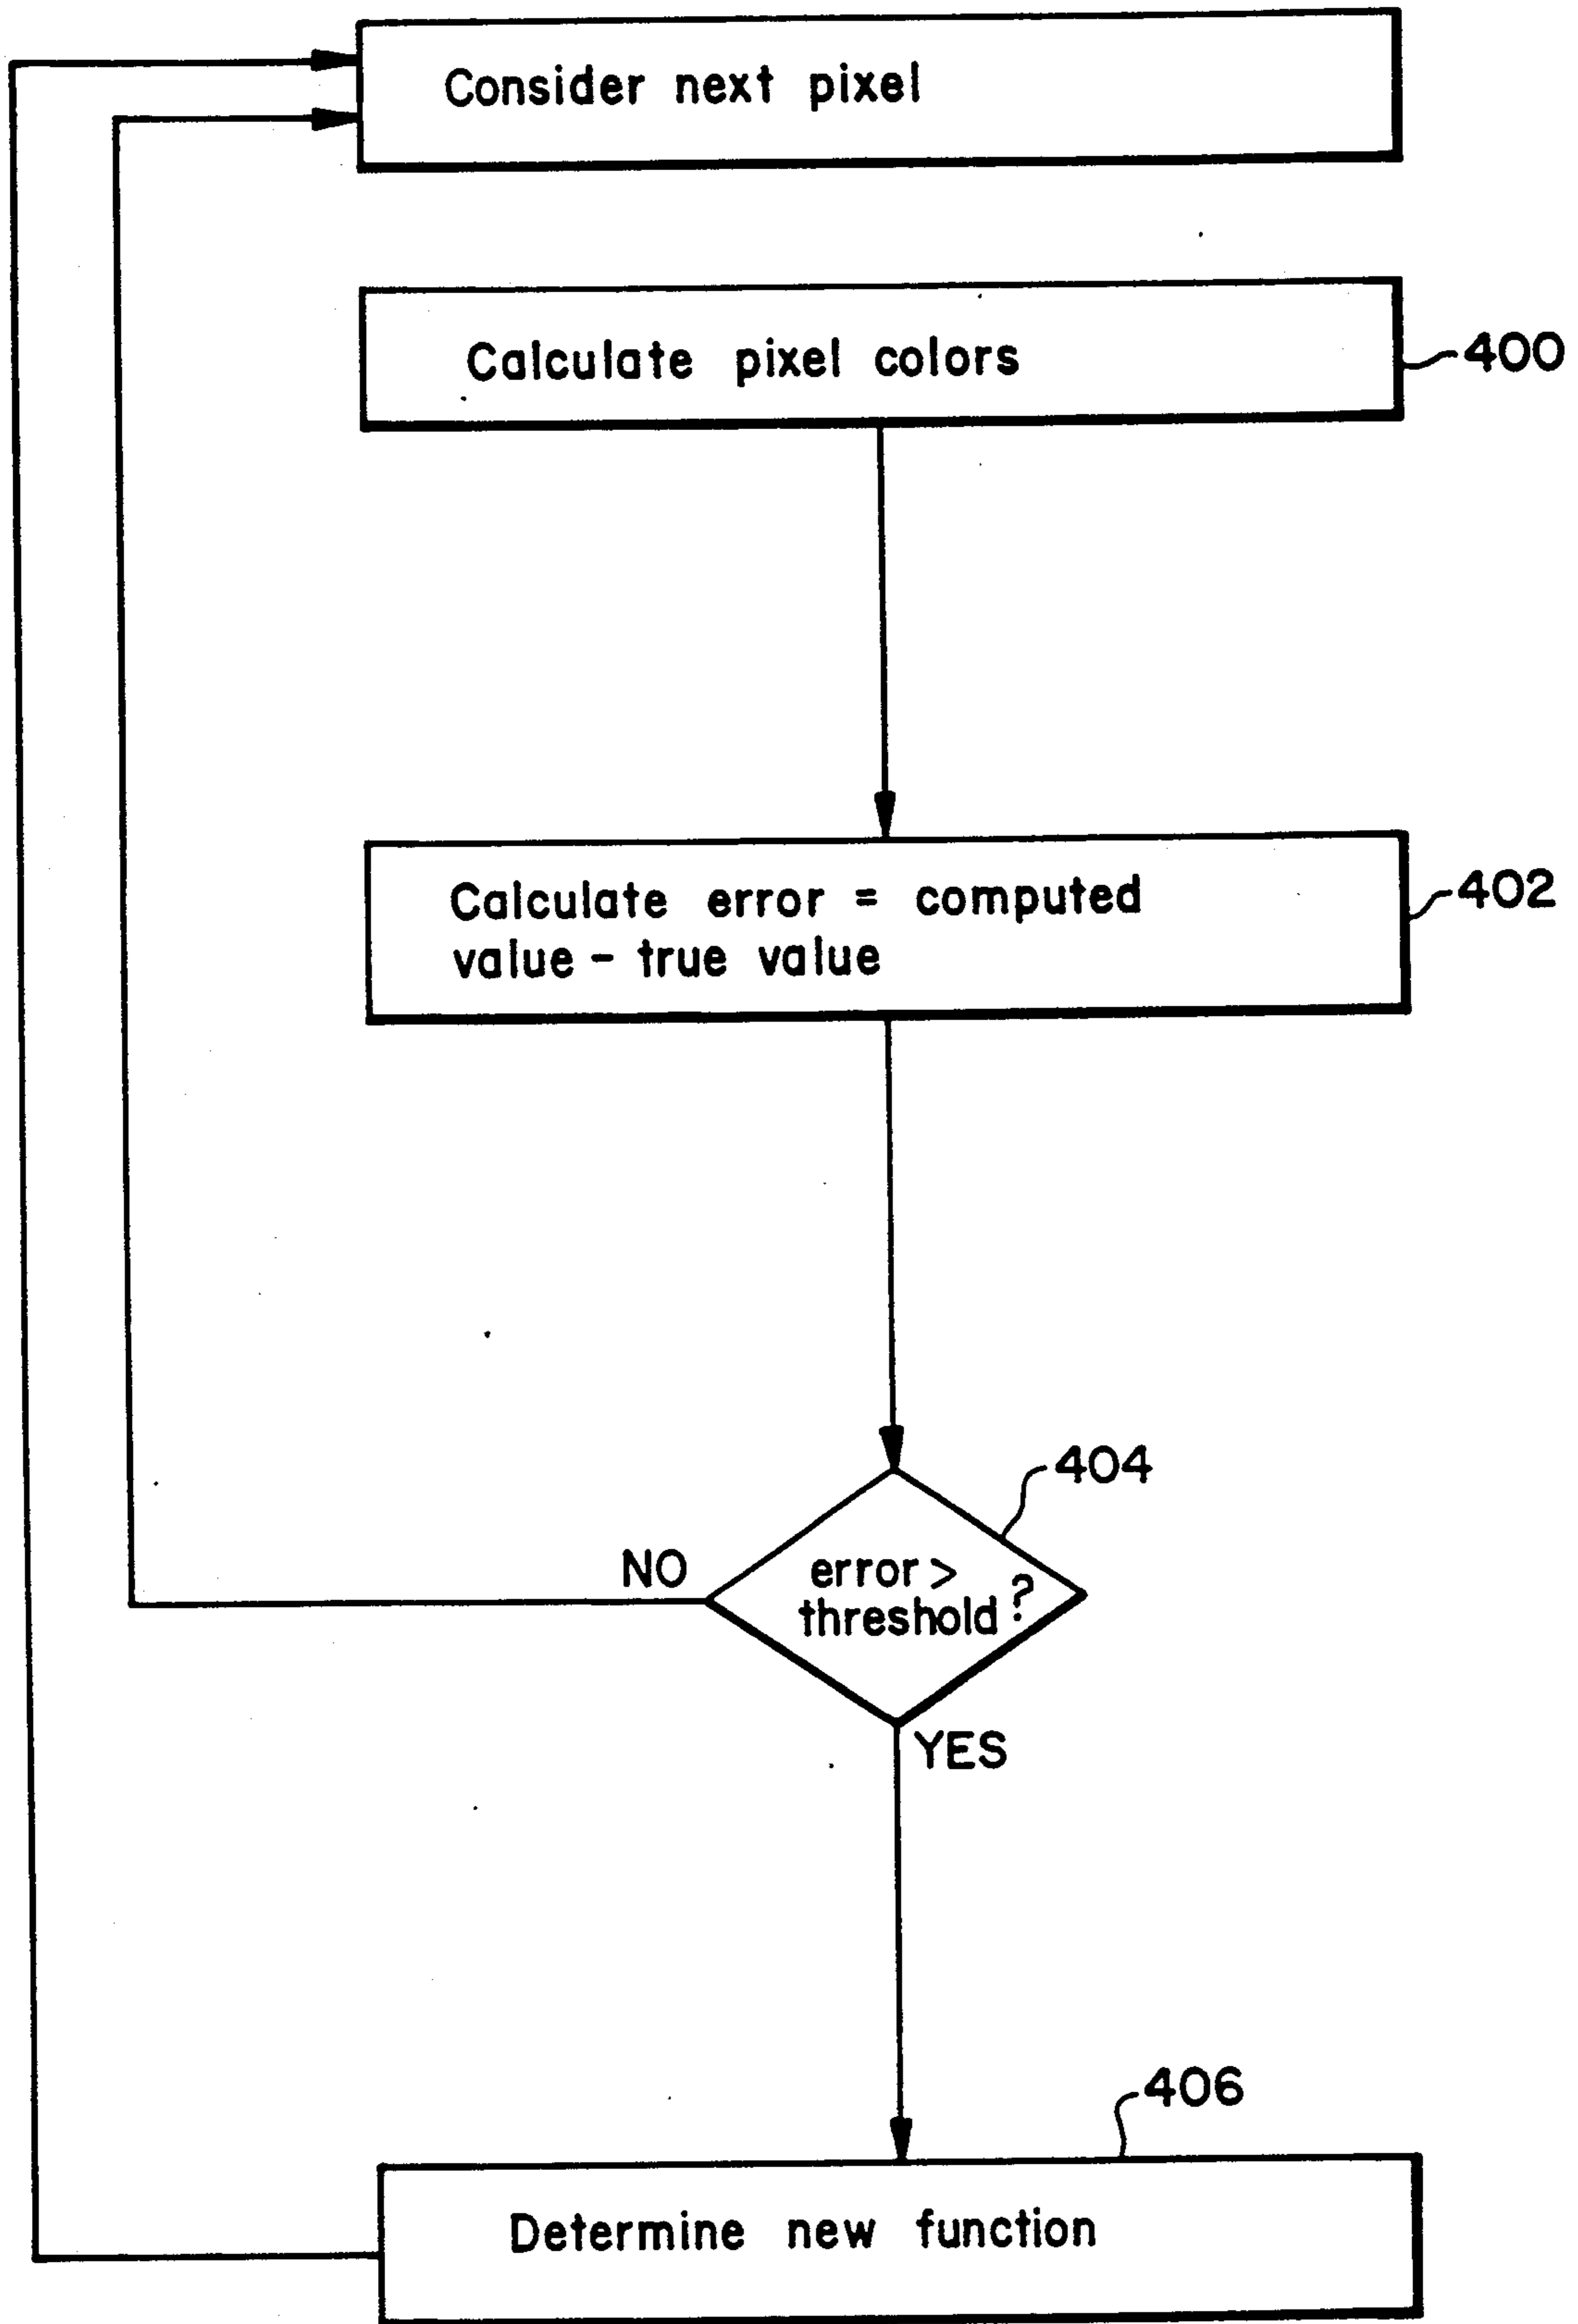 Consider next pixel
Calculate pixel colors
400
Calculate error = computed
value - true value
402
404
NO
error >
threshold ?
YES
406
Determine new function